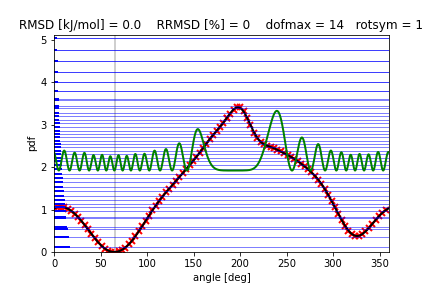 RMSD [kJ/mol] = 0.0 RRMSD [%] = 0 dofmax = 14 rotsym = 1
5
4
3
2
1
0
pdf
0 50 100 150 200 250 300 350
angle [deg]